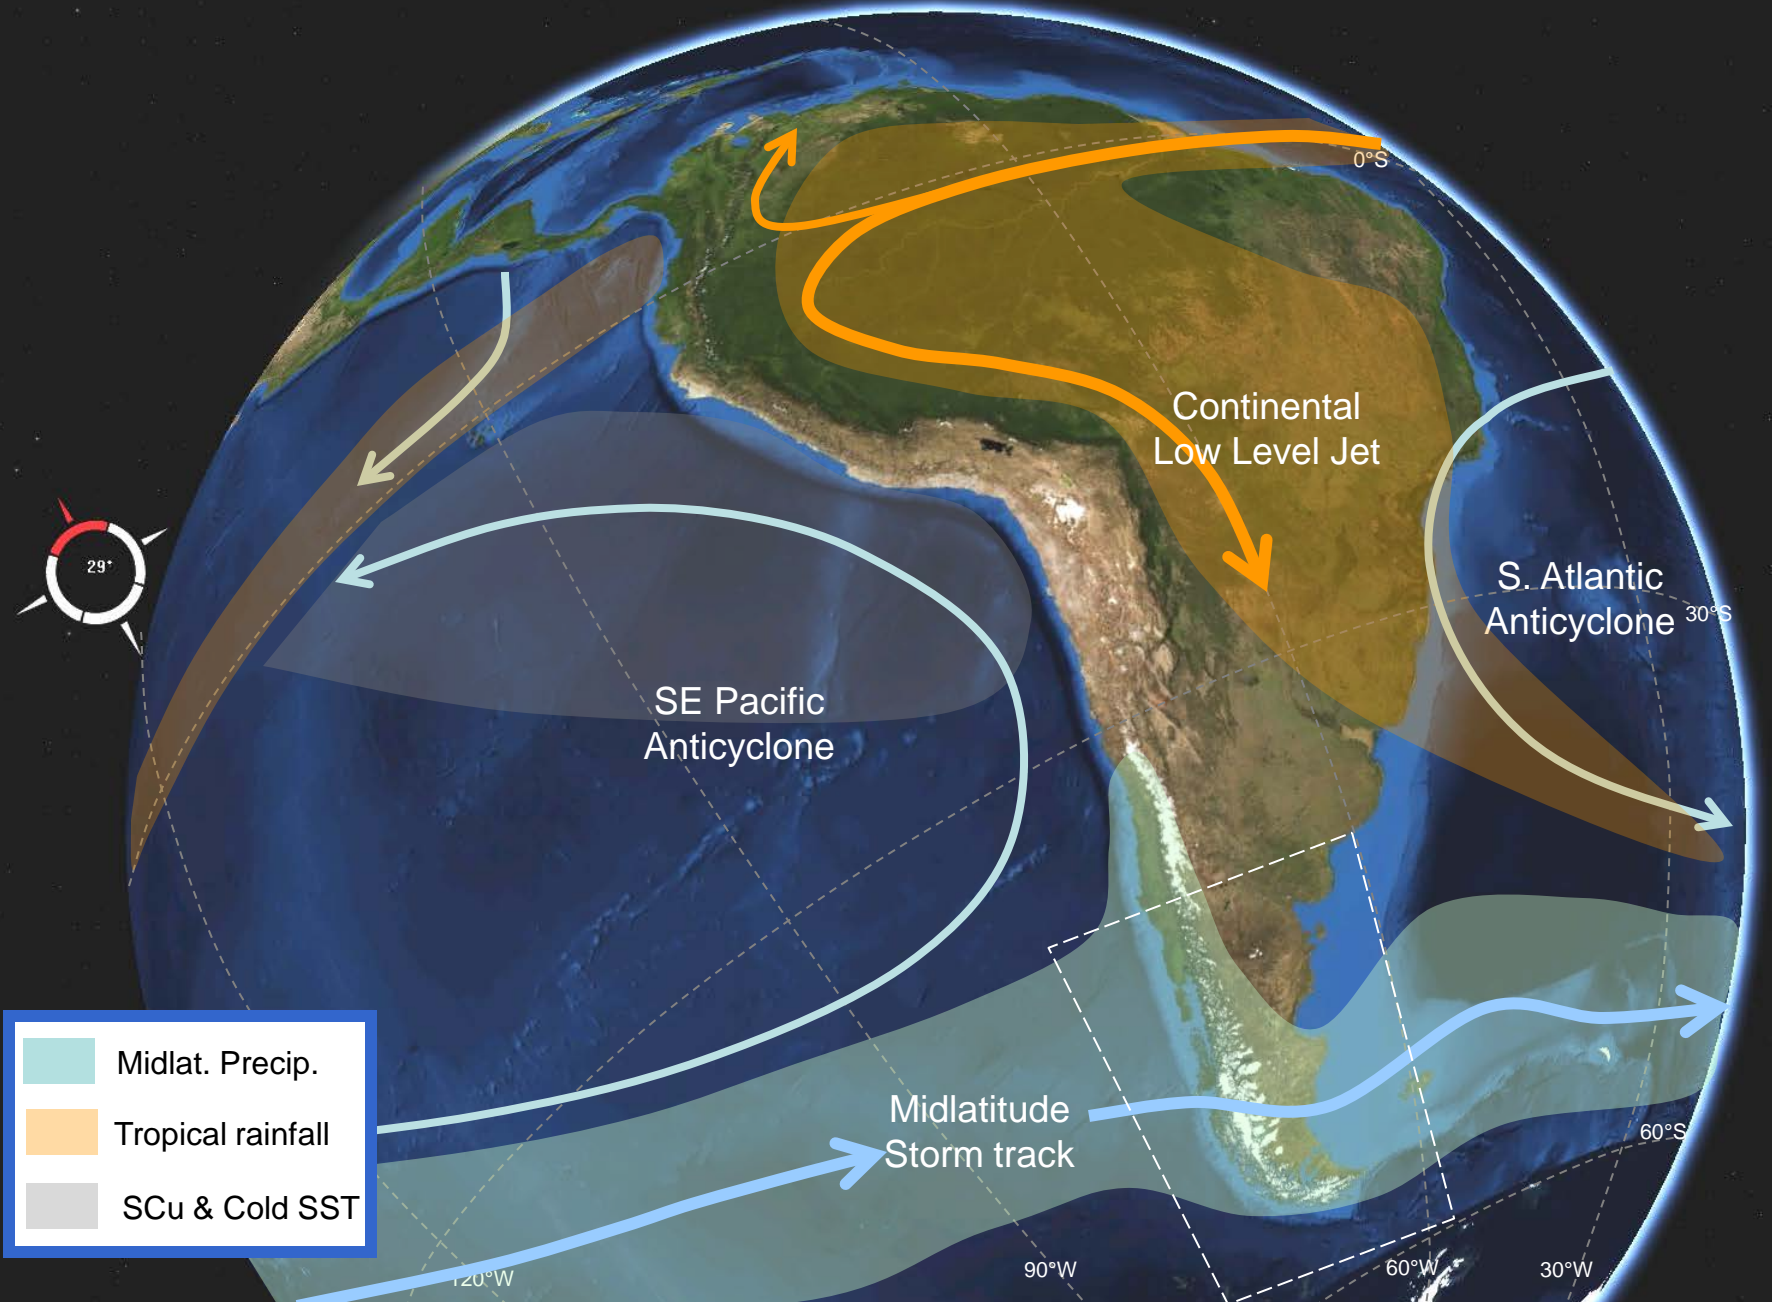 0°S
Continental
Low Level Jet
29°
S. Atlantic
Anticyclone
30°S
SE Pacific
Anticyclone
Midlat. Precip.
Tropical rainfall
SCu & Cold SST
Midlatitude
Storm track
60°S
120°W
90°W
60°W
30°W